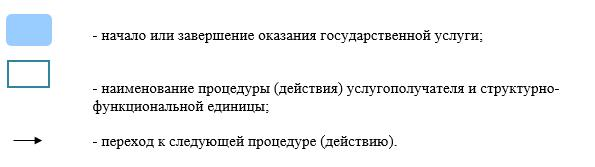 - начало или завершение оказания государственной услуги;
- наименование процедуры (действия) услугополучателя и структурно-
функциональной единицы;
- переход к следующей процедуре (действию).